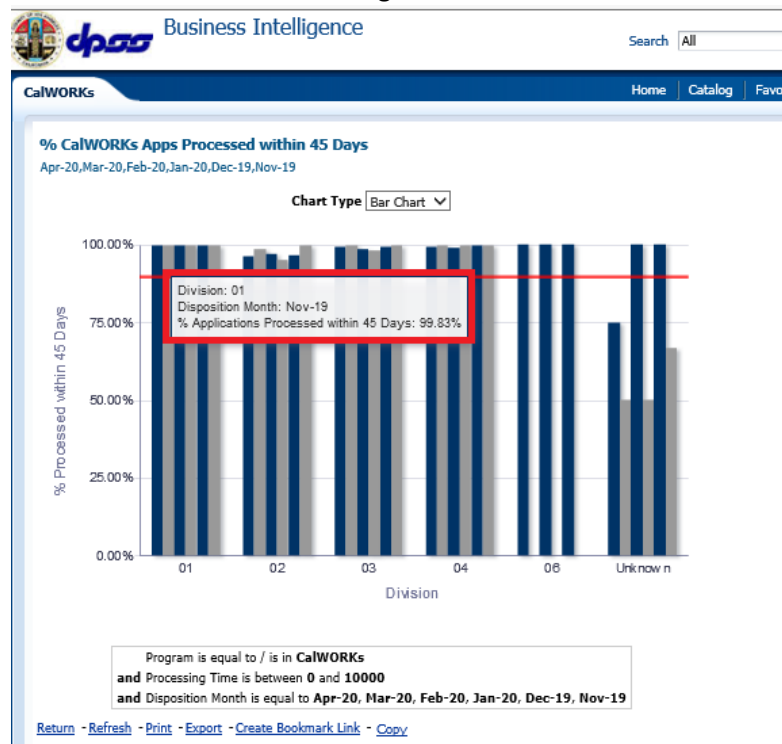 dpss Business Intelligence
Search All
CalWORKs
Home Catalog Favo
% CalWORKs Apps Processed within 45 Days
Apr-20,Mar-20,Feb-20,Jan-20,Dec-19,Nov-19
Chart Type Bar Chart
100.00%
75.00%
50.00%
25.00%
0.00%
% Processed within 45 Days
Division: 01
Disposition Month: Nov-19
% Applications Processed within 45 Days: 99.83%
01 02 03 04 06 Unknown
Division
Program is equal to / is in CalWORKs
and Processing Time is between 0 and 10000
and Disposition Month is equal to Apr-20, Mar-20, Feb-20, Jan-20, Dec-19, Nov-19
Return - Refresh - Print - Export - Create Bookmark Link - Copy